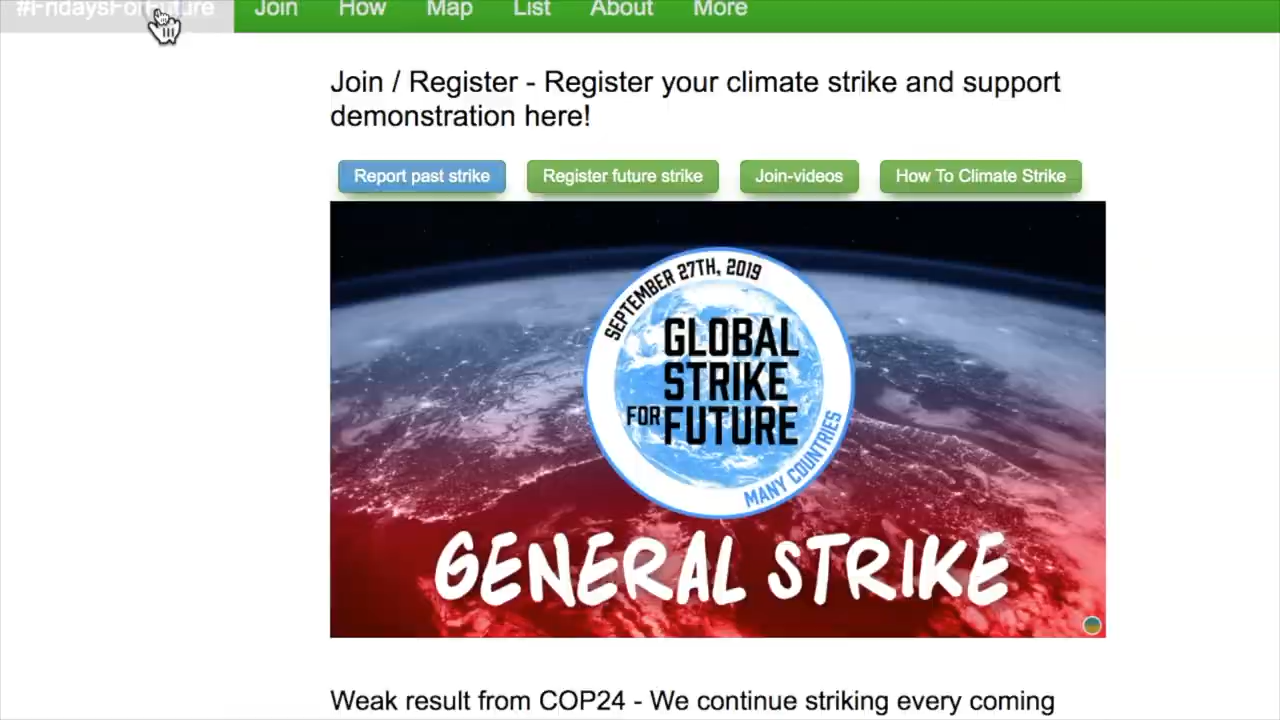 #FridaysForFuture Join How Map List About More
Join / Register - Register your climate strike and support
demonstration here!
Report past strike Register future strike Join-videos How To Climate Strike
SEPTEMBER 27TH, 2019
GLOBAL
STRIKE
FOR FUTURE
MANY COUNTRIES
GENERAL STRIKE
Weak result from COP24 - We continue striking every coming